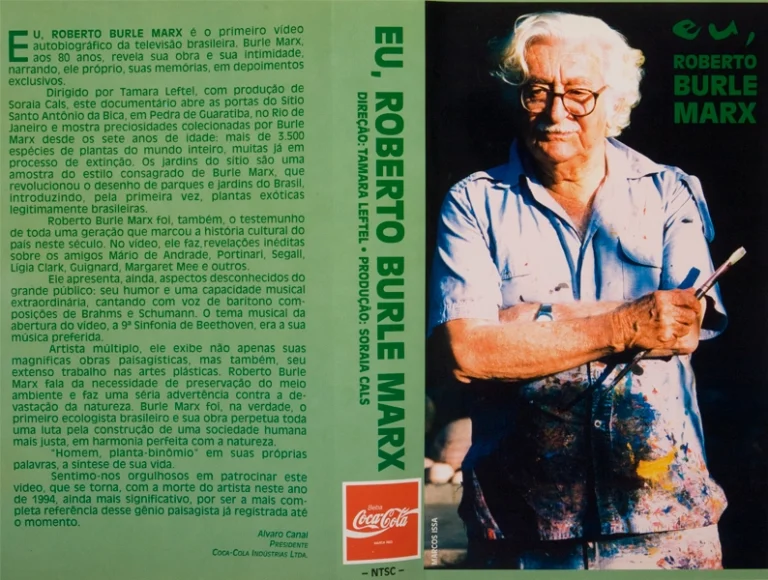 EU, ROBERTO BURLE MARX é o primeiro vídeo
autobiográfico da televisão brasileira. Burle Marx,
aos 80 anos, revela sua obra e sua intimidade,
narrando, ele próprio, suas memórias, em depoimentos
exclusivos.
Dirigido por Tamara Leftel, com produção de
Soraia Cals, este documentário abre as portas do Sítio
Santo Antônio da Bica, em Pedra de Guaratiba, no Rio de
Janeiro e mostra preciosidades colecionadas por Burle
Marx desde os sete anos de idade: mais de 3.500
espécies de plantas do mundo inteiro, muitas já em
processo de extinção. Os jardins do sítio são uma
amostra do estilo consagrado de Burle Marx, que
revolucionou o desenho de parques e jardins do Brasil,
introduzindo, pela primeira vez, plantas exóticas
legitimamente brasileiras.
Roberto Burle Marx foi, também, o testemunho
de toda uma geração que marcou a história cultural do
país neste século. No vídeo, ele faz revelações inéditas
sobre os amigos Mário de Andrade, Portinari, Segall,
Lígia Clark, Guignard, Margaret Mee e outros.
Ele apresenta, ainda, aspectos desconhecidos do
grande público: seu humor e uma capacidade musical
extraordinária, cantando com voz de barítono com-
posições de Brahms e Schumann. O tema musical da
abertura do vídeo, a 9ª Sinfonia de Beethoven, era a sua
música preferida.
Artista múltiplo, ele exibe não apenas suas
magníficas obras paisagísticas, mas também, seu
extenso trabalho nas artes plásticas. Roberto Burle
Marx fala da necessidade de preservação do meio
ambiente e faz uma séria advertência contra a de-
vastação da natureza. Burle Marx foi, na verdade, o
primeiro ecologista brasileiro e sua obra perpetua toda
uma luta pela construção de uma sociedade humana
mais justa, em harmonia perfeita com a natureza.
"Homem, planta-binômio" em suas próprias
palavras, a síntese de sua vida.
Sentimo-nos orgulhosos em patrocinar este
vídeo, que se torna, com a morte do artista neste ano
de 1994, ainda mais significativo, por ser a mais com-
pleta referência desse gênio paisagista já registrada até
o momento.
Alvaro Canal
PRESIDENTE
COCA-COLA INDÚSTRIAS LTDA.
EU, ROBERTO BURLE MARX
DIREÇÃO: TAMARA LEFTEL • PRODUÇÃO: SORAIA CALS
Beba
Coca-Cola
– NTSC –
eu,
ROBERTO
BURLE
MARX
MARCOS ISSA